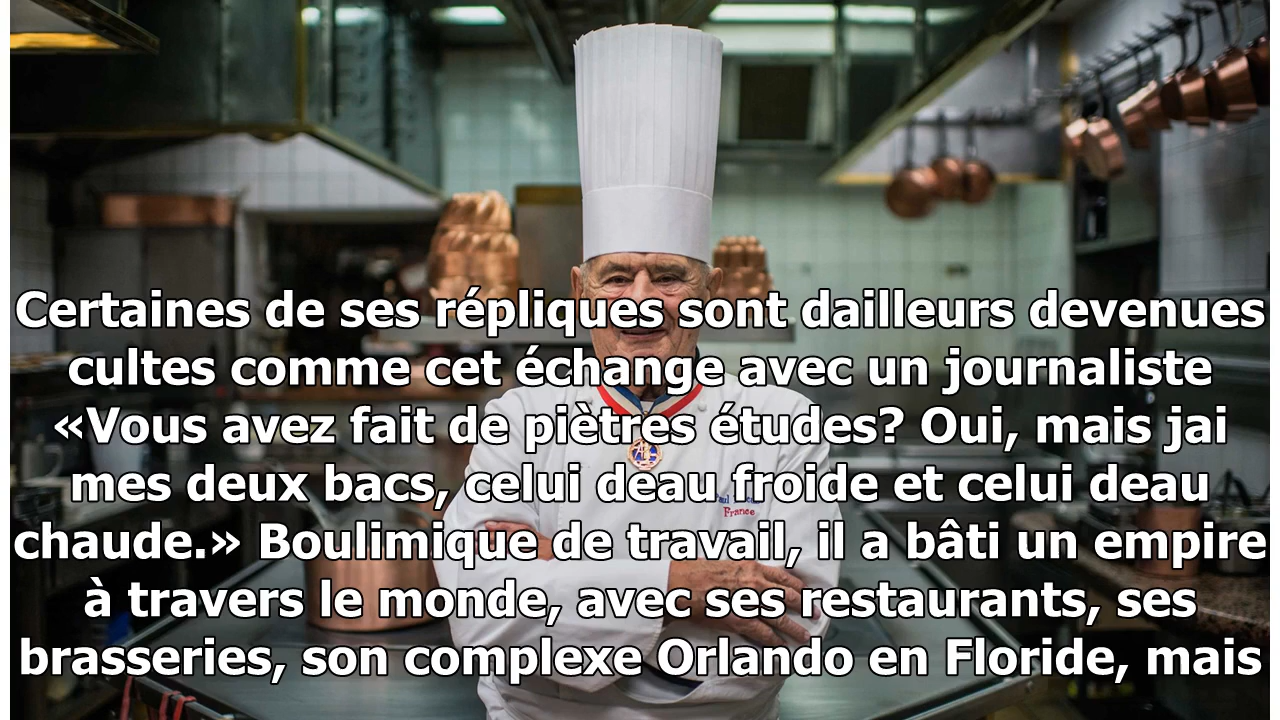 Certaines de ses répliques sont dailleurs devenues
cultes comme cet échange avec un journaliste
«Vous avez fait de piètres études? Oui, mais jai
mes deux bacs, celui deau froide et celui deau
chaude.» Boulimique de travail, il a bâti un empire
à travers le monde, avec ses restaurants, ses
brasseries, son complexe Orlando en Floride, mais
France